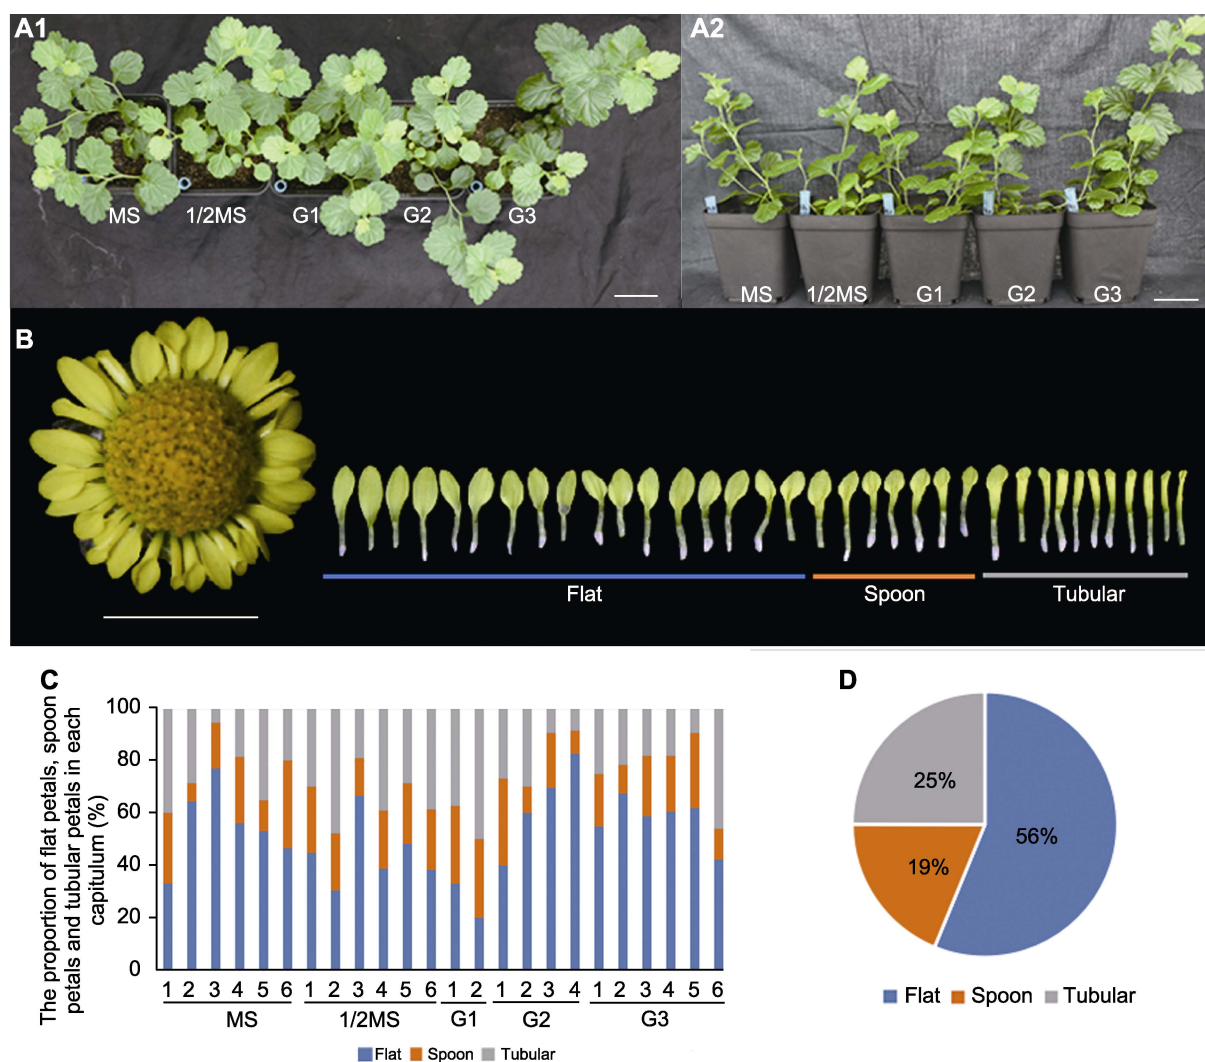 A1
A2
MS 1/2MS G1 G2 G3
MS 1/2MS G1 G2 G3
B
Flat Spoon Tubular
C
The proportion of flat petals, spoon
petals and tubular petals in each
capitulum (%)
100
80
60
40
20
0
1 2 3 4 5 6 1 2 3 4 5 6 1 2 1 2 3 4 1 2 3 4 5 6
MS 1/2MS G1 G2 G3
Flat Spoon Tubular
D
25%
56%
19%
Flat Spoon Tubular